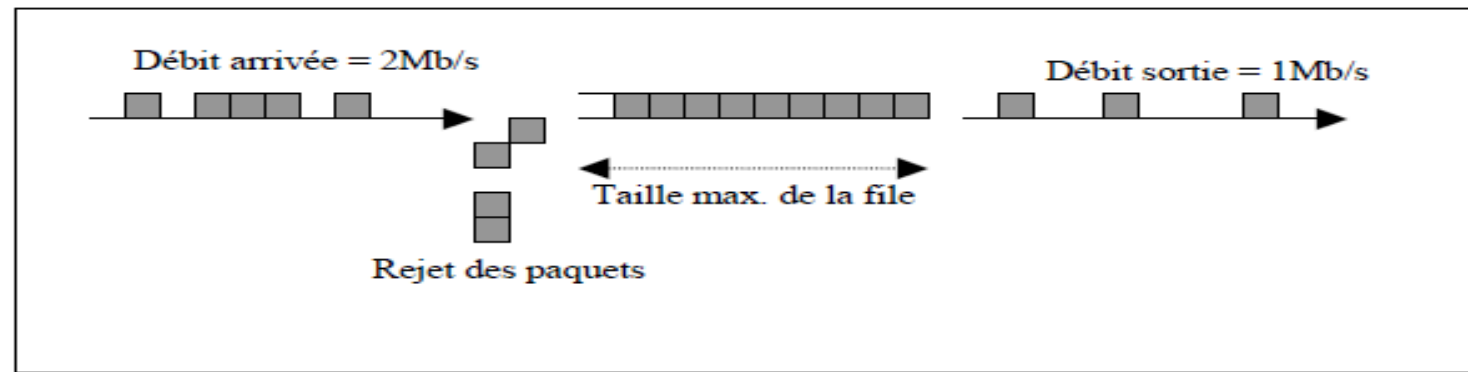 Débit arrivée = 2Mb/s
Débit sortie = 1Mb/s
Taille max. de la file
Rejet des paquets